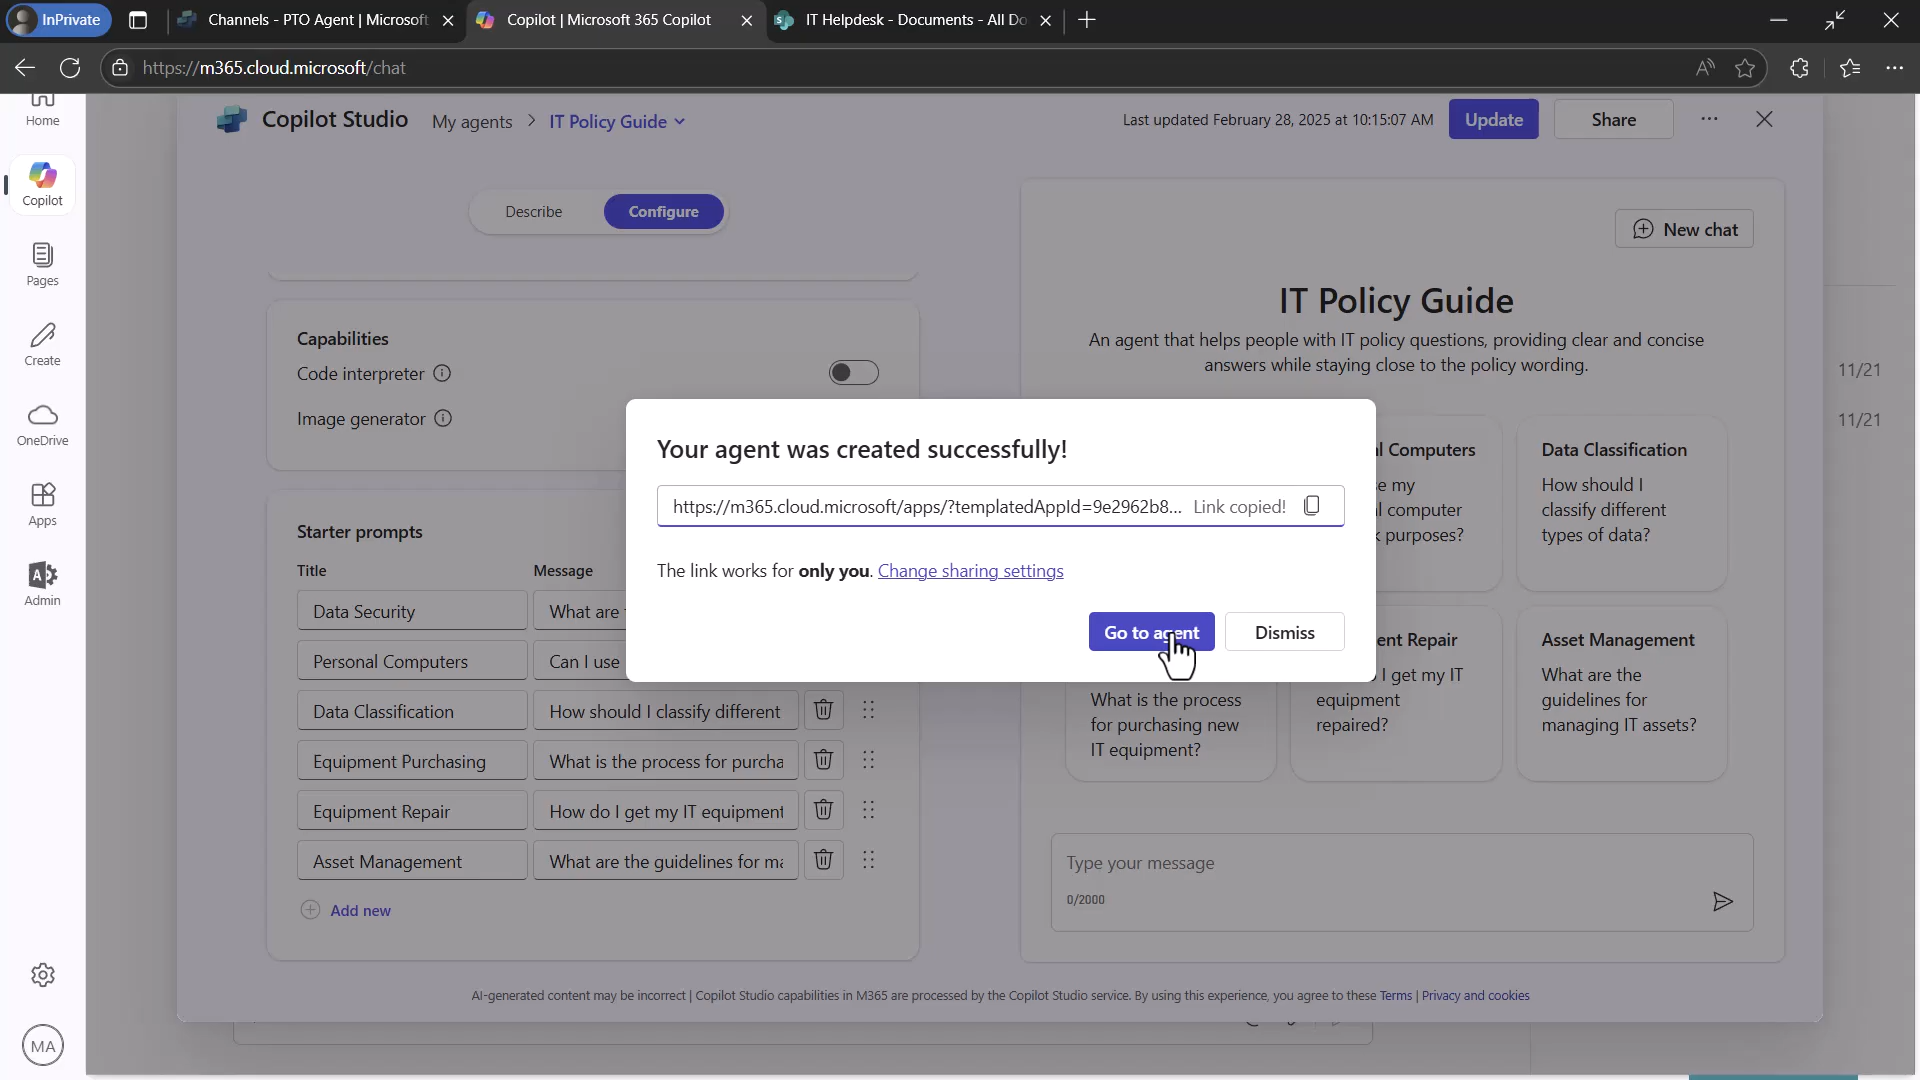 InPrivate
Channels - PTO Agent | Microsoft
Copilot | Microsoft 365 Copilot
IT Helpdesk - Documents - All Do
https://m365.cloud.microsoft/chat
Home
Copilot
Pages
Create
OneDrive
Apps
Admin
MA
Copilot Studio
My agents > IT Policy Guide
Last updated February 28, 2025 at 10:15:07 AM
Update
Share
Describe
Configure
Capabilities
Code interpreter
Image generator
Starter prompts
Title
Message
Data Security
What are
Personal Computers
Can I use
Data Classification
How should I classify different
Equipment Purchasing
What is the process for purcha
Equipment Repair
How do I get my IT equipment
Asset Management
What are the guidelines for ma
Add new
Your agent was created successfully!
https://m365.cloud.microsoft/apps/?templatedAppId=9e2962b8...
Link copied!
The link works for only you. Change sharing settings
Go to agent
Dismiss
New chat
IT Policy Guide
An agent that helps people with IT policy questions, providing clear and concise
answers while staying close to the policy wording.
Computers
my
computer
purposes?
Data Classification
How should I
classify different
types of data?
What is the process
for purchasing new
IT equipment?
Repair
I get my IT
equipment
repaired?
Asset Management
What are the
guidelines for
managing IT assets?
Type your message
0/2000
11/21
11/21
AI-generated content may be incorrect | Copilot Studio capabilities in M365 are processed by the Copilot Studio service. By using this experience, you agree to these Terms | Privacy and cookies